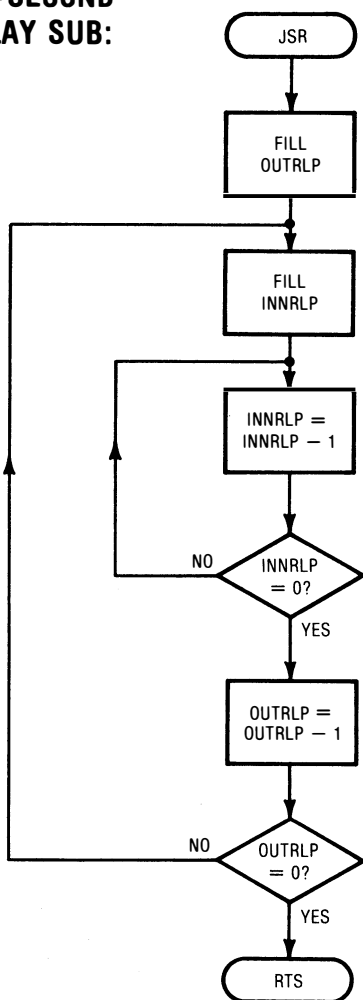 LAY SUB:
JSR
FILL
OUTRLP
FILL
INNRLP
INNRLP =
INNRLP − 1
NO
INNRLP
= 0?
YES
OUTRLP =
OUTRLP − 1
NO
OUTRLP
= 0?
YES
RTS